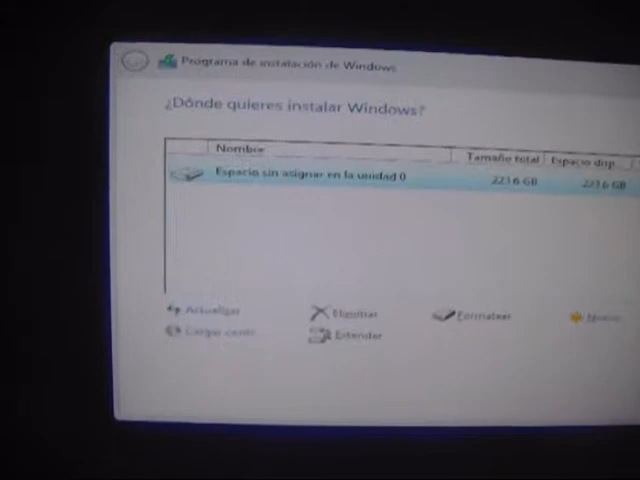 Programa de instalación de Windows
¿Dónde quieres instalar Windows?
Nombre Tamaño total Espacio disp.
Espacio sin asignar en la unidad 0 223.6 GB 223.6 GB
Actualizar Eliminar Formatear Nuevo
Cargar contr. Extender